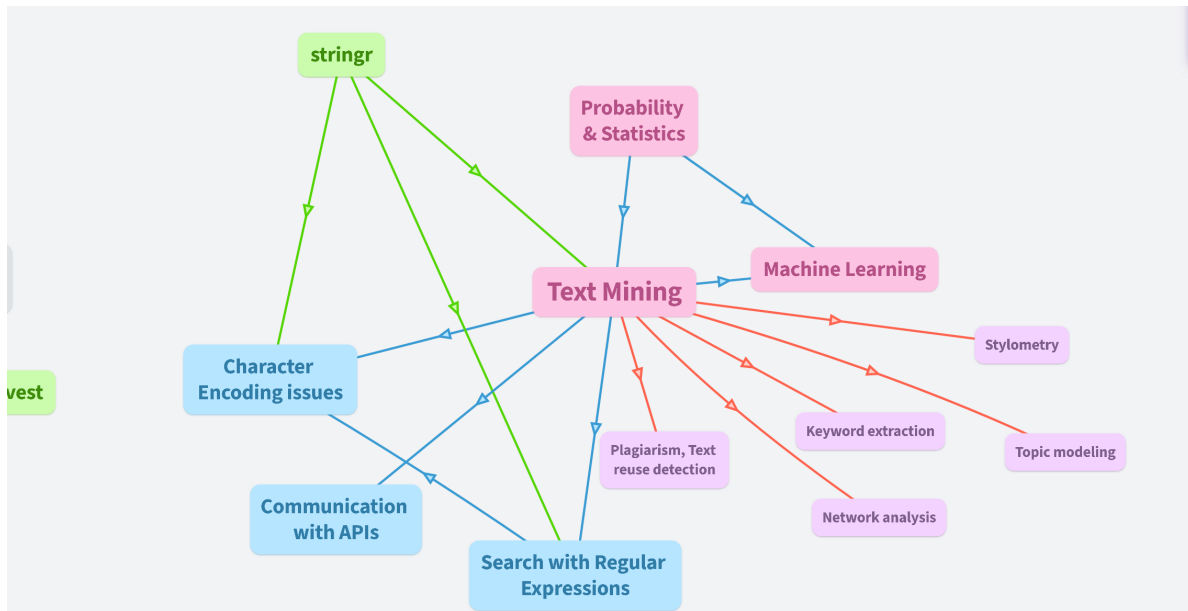 stringr
Probability
& Statistics
Machine Learning
Text Mining
Stylometry
Character
Encoding issues
vest
Keyword extraction
Plagiarism, Text
reuse detection
Topic modeling
Communication
with APIs
Network analysis
Search with Regular
Expressions